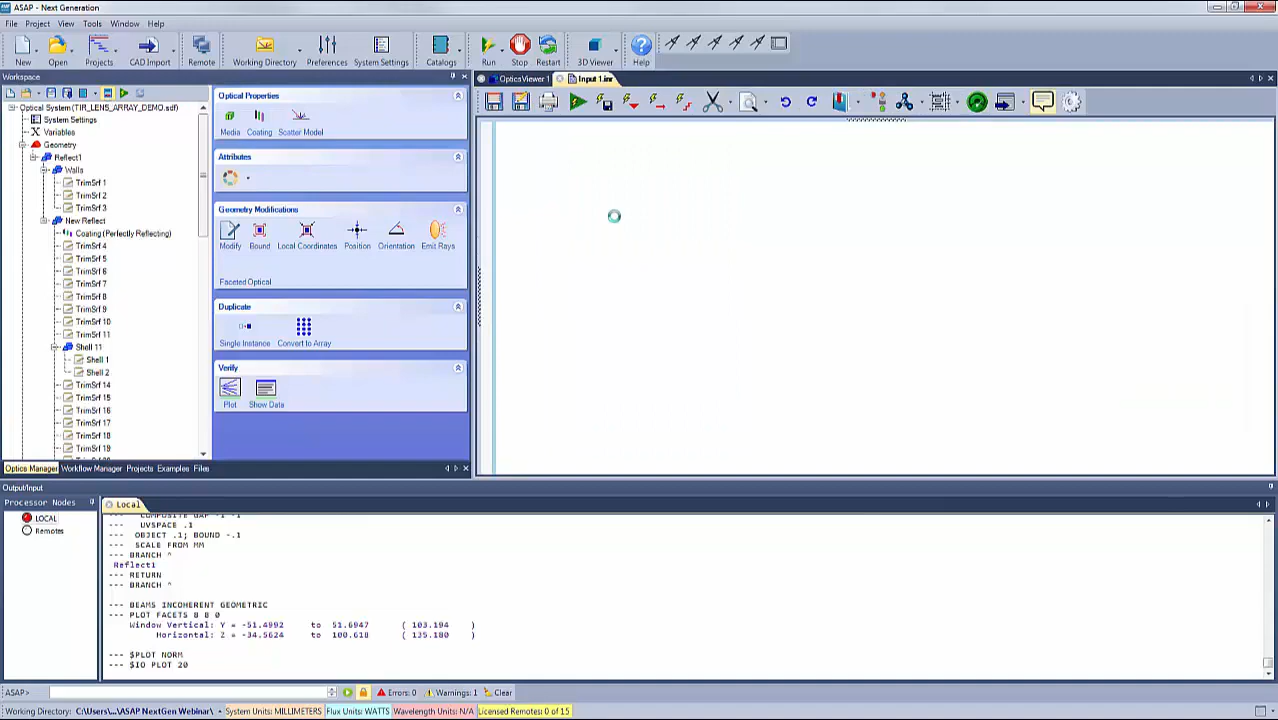 ASAP - Next Generation
File Project View Tools Window Help
New Open Projects CAD Import Remote Working Directory Preferences System Settings Catalogs Run Stop Restart 3D Viewer Help
Workspace
OpticsViewer 1 Input 1.inr
Optical System (TIR_LENS_ARRAY_DEMO.sdf)
System Settings
Variables
Geometry
Reflect1
Walls
TrimSrf 1
TrimSrf 2
TrimSrf 3
New Reflect
Coating (Perfectly Reflecting)
TrimSrf 4
TrimSrf 5
TrimSrf 6
TrimSrf 7
TrimSrf 8
TrimSrf 9
TrimSrf 10
TrimSrf 11
Shell 11
Shell 1
Shell 2
TrimSrf 14
TrimSrf 15
TrimSrf 16
TrimSrf 17
TrimSrf 18
TrimSrf 19
Optical Properties
Media Coating Scatter Model
Attributes
Geometry Modifications
Modify Bound Local Coordinates Position Orientation Emit Rays
Faceted Optical
Duplicate
Single Instance Convert to Array
Verify
Plot Show Data
Optics Manager Workflow Manager Projects Examples Files
Output/Input
Processor Nodes
LOCAL
Remotes
Local
--- COMPOSITE GAP -1 -1
--- UVSPACE .1
--- OBJECT .1; BOUND -.1
--- SCALE FROM MM
--- BRANCH ^
Reflect1
--- RETURN
--- BRANCH ^
--- BEAMS INCOHERENT GEOMETRIC
--- PLOT FACETS 8 8 0
Window Vertical: Y = -51.4992 to 51.6947 ( 103.194 )
Horizontal: Z = -34.5624 to 100.618 ( 135.180 )
--- $PLOT NORM
--- $IO PLOT 20
ASAP> Errors: 0 Warnings: 1 Clear
Working Directory: C:\Users\...\ASAP NextGen Webinar\ System Units: MILLIMETERS Flux Units: WATTS Wavelength Units: N/A Licensed Remotes: 0 of 15